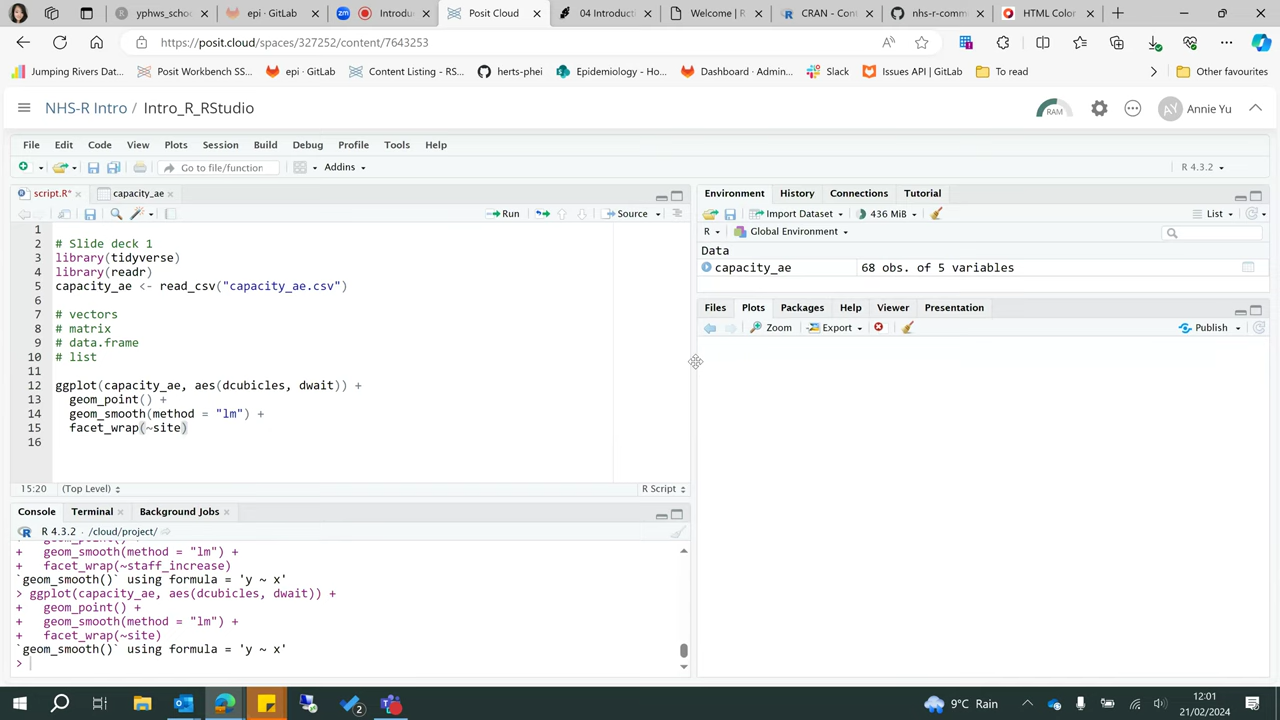 yphws_scho
epi · GitLab
Introdu
Posit Cloud
04 Introducti
Welcome | R
CRAN - Con
nhs-r-comm
HTML Color
https://posit.cloud/spaces/327252/content/7643253
Jumping Rivers Dat...
Posit Workbench SS...
epi · GitLab
Content Listing - RS...
herts-phei
Epidemiology - Ho...
Dashboard · Admin...
Slack
Issues API | GitLab
To read
Other favourites
NHS-R Intro / Intro_R_RStudio
RAM
AY
Annie Yu
File Edit Code View Plots Session Build Debug Profile Tools Help
Go to file/function
Addins
R 4.3.2
script.R*
capacity_ae
Run
Source
1
2 # Slide deck 1
3 library(tidyverse)
4 library(readr)
5 capacity_ae <- read_csv("capacity_ae.csv")
6
7 # vectors
8 # matrix
9 # data.frame
10 # list
11
12 ggplot(capacity_ae, aes(dcubicles, dwait)) +
13   geom_point() +
14   geom_smooth(method = "lm") +
15   facet_wrap(~site)
16
15:20 (Top Level) R Script
Console Terminal Background Jobs
R 4.3.2 · /cloud/project/
+   geom_point() +
+   geom_smooth(method = "lm") +
+   facet_wrap(~staff_increase)
`geom_smooth()` using formula = 'y ~ x'
> ggplot(capacity_ae, aes(dcubicles, dwait)) +
+   geom_point() +
+   geom_smooth(method = "lm") +
+   facet_wrap(~site)
`geom_smooth()` using formula = 'y ~ x'
>
Environment History Connections Tutorial
Import Dataset 436 MiB List
R Global Environment
Data
capacity_ae 68 obs. of 5 variables
Files Plots Packages Help Viewer Presentation
Zoom Export Publish
2
9°C Rain
12:01
21/02/2024